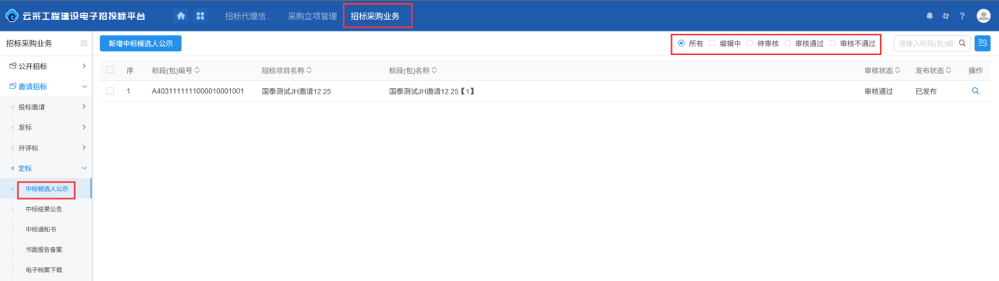 云采工程建设电子招投标平台 招标代理信... 采购立项管理 招标采购业务 ?
招标采购业务 新增中标候选人公示 所有 编辑中 待审核 审核通过 审核不通过 请输入标段(包)编
公开招标 序 标段(包)编号 招标项目名称 标段(包)名称 审核状态 发布状态 操作
邀请招标 1 A4031111111000010001001 国泰测试JH邀请12.25 国泰测试JH邀请12.25【1】 审核通过 已发布
投标邀请
发标
开评标
定标
中标候选人公示
中标结果公告
中标通知书
书面报告备案
电子档案下载